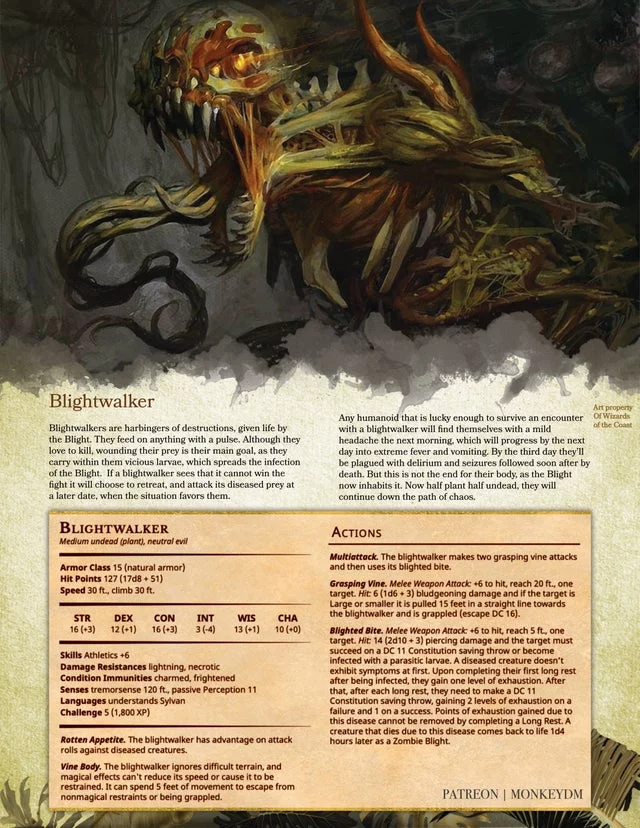 Blightwalker
Art property
Of Wizards
of the Coast
Blightwalkers are harbingers of destructions, given life by
the Blight. They feed on anything with a pulse. Although they
love to kill, wounding their prey is their main goal, as they
carry within them vicious larvae, which spreads the infection
of the Blight.  If a blightwalker sees that it cannot win the
fight it will choose to retreat, and attack its diseased prey at
a later date, when the situation favors them.
Any humanoid that is lucky enough to survive an encounter
with a blightwalker will find themselves with a mild
headache the next morning, which will progress by the next
day into extreme fever and vomiting. By the third day they'll
be plagued with delirium and seizures followed soon after by
death. But this is not the end for their body, as the Blight
now inhabits it. Now half plant half undead, they will
continue down the path of chaos.
BLIGHTWALKER
Medium undead (plant), neutral evil
Armor Class 15 (natural armor)
Hit Points 127 (17d8 + 51)
Speed 30 ft., climb 30 ft.
STR DEX CON INT WIS CHA
16 (+3) 12 (+1) 16 (+3) 3 (-4) 13 (+1) 10 (+0)
Skills Athletics +6
Damage Resistances lightning, necrotic
Condition Immunities charmed, frightened
Senses tremorsense 120 ft., passive Perception 11
Languages understands Sylvan
Challenge 5 (1,800 XP)
Rotten Appetite. The blightwalker has advantage on attack
rolls against diseased creatures.
Vine Body. The blightwalker ignores difficult terrain, and
magical effects can't reduce its speed or cause it to be
restrained. It can spend 5 feet of movement to escape from
nonmagical restraints or being grappled.
ACTIONS
Multiattack. The blightwalker makes two grasping vine attacks
and then uses its blighted bite.
Grasping Vine. Melee Weapon Attack: +6 to hit, reach 20 ft., one
target. Hit: 6 (1d6 + 3) bludgeoning damage and if the target is
Large or smaller it is pulled 15 feet in a straight line towards
the blightwalker and is grappled (escape DC 16).
Blighted Bite. Melee Weapon Attack: +6 to hit, reach 5 ft., one
target. Hit: 14 (2d10 + 3) piercing damage and the target must
succeed on a DC 11 Constitution saving throw or become
infected with a parasitic larvae. A diseased creature doesn't
exhibit symptoms at first. Upon completing their first long rest
after being infected, they gain one level of exhaustion. After
that, after each long rest, they need to make a DC 11
Constitution saving throw, gaining 2 levels of exhaustion on a
failure and 1 on a success. Points of exhaustion gained due to
this disease cannot be removed by completing a Long Rest. A
creature that dies due to this disease comes back to life 1d4
hours later as a Zombie Blight.
PATREON | MONKEYDM